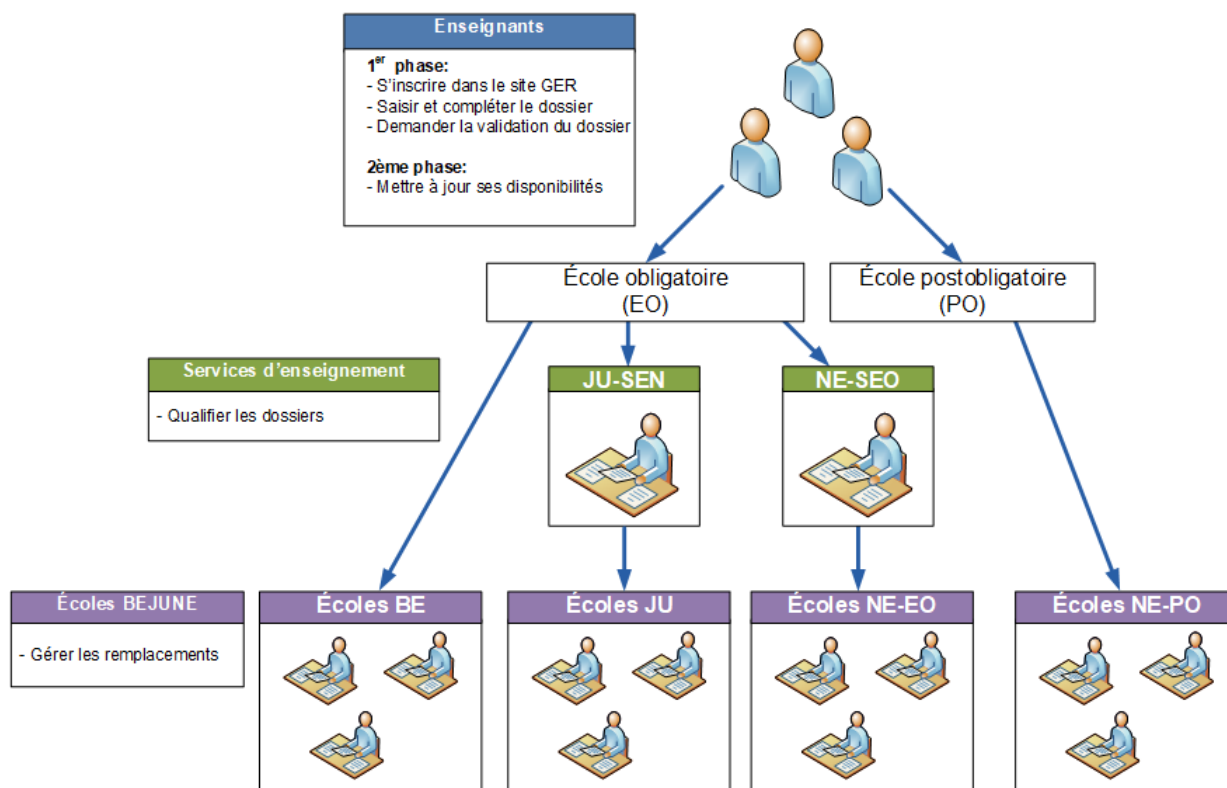 Enseignants
1er phase:
- S'inscrire dans le site GER
- Saisir et compléter le dossier
- Demander la validation du dossier
2ème phase:
- Mettre à jour ses disponibilités
École obligatoire
(EO)
École postobligatoire
(PO)
Services d'enseignement
- Qualifier les dossiers
JU-SEN
NE-SEO
Écoles BEJUNE
- Gérer les remplacements
Écoles BE
Écoles JU
Écoles NE-EO
Écoles NE-PO